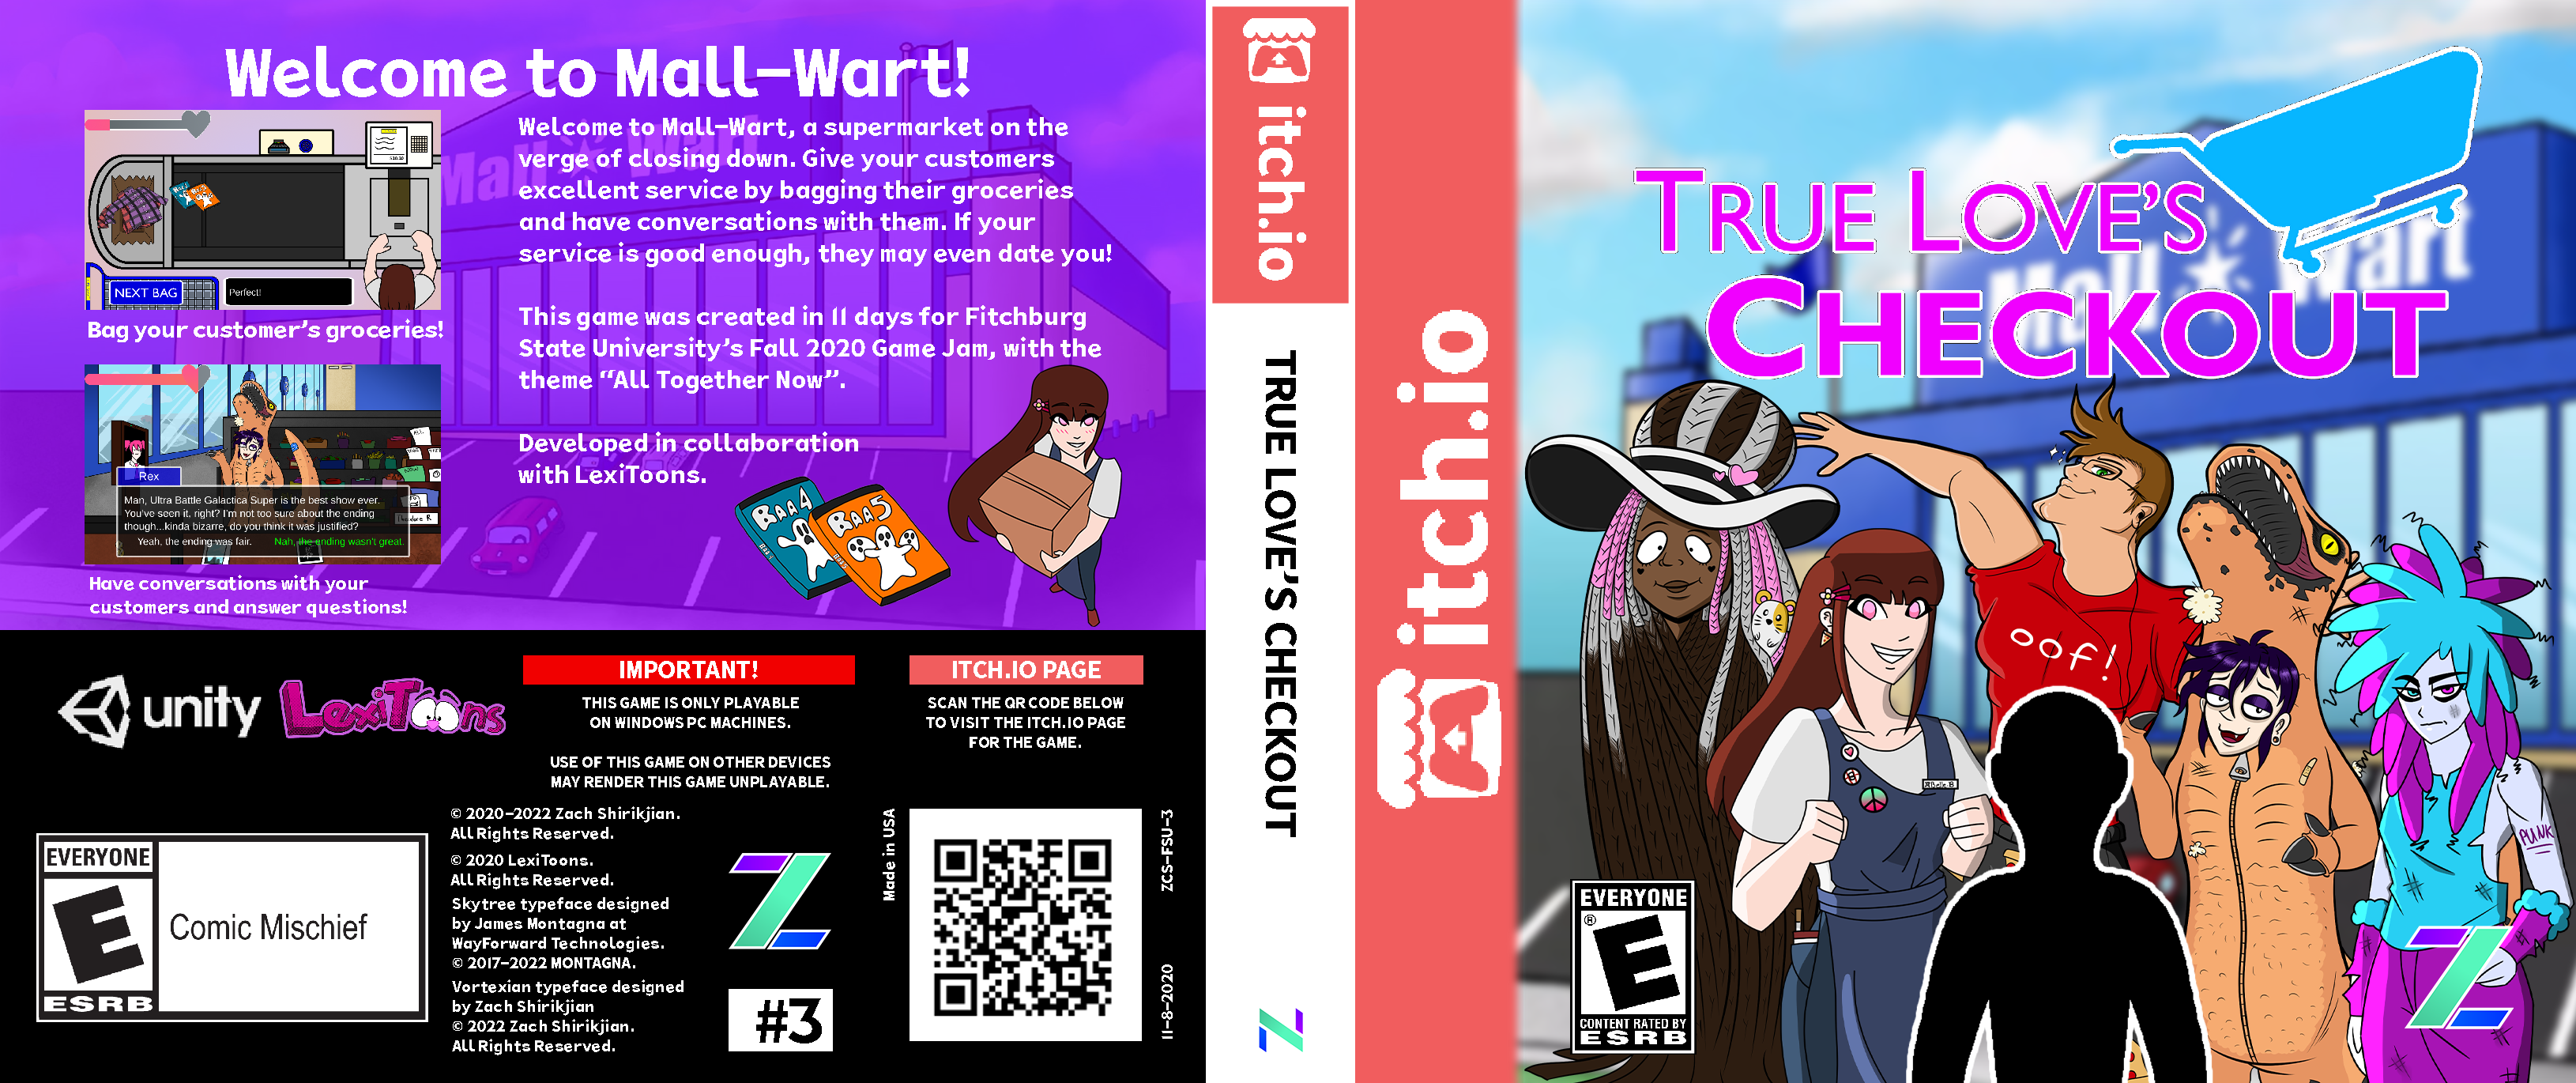 Welcome to Mall-Wart!
NEXT BAG
Perfect!
Bag your customer's groceries!
Rex
Man, Ultra Battle Galactica Super is the best show ever.
You've seen it, right? I'm not too sure about the ending
though...kinda bizarre, do you think it was justified?
Yeah, the ending was fair.
Nah, the ending wasn't great.
Have conversations with your
customers and answer questions!
Mall Wart
Welcome to Mall-Wart, a supermarket on the
verge of closing down. Give your customers
excellent service by bagging their groceries
and have conversations with them. If your
service is good enough, they may even date you!
This game was created in 11 days for Fitchburg
State University's Fall 2020 Game Jam, with the
theme “All Together Now”.
Developed in collaboration
with LexiToons.
BAA4
BAA5
unity
LexiToons
IMPORTANT!
THIS GAME IS ONLY PLAYABLE
ON WINDOWS PC MACHINES.
USE OF THIS GAME ON OTHER DEVICES
MAY RENDER THIS GAME UNPLAYABLE.
ITCH.IO PAGE
SCAN THE QR CODE BELOW
TO VISIT THE ITCH.IO PAGE
FOR THE GAME.
EVERYONE
E
ESRB
Comic Mischief
© 2020-2022 Zach Shirikjian.
All Rights Reserved.
© 2020 LexiToons.
All Rights Reserved.
Skytree typeface designed
by James Montagna at
WayForward Technologies.
© 2017-2022 MONTAGNA.
Vortexian typeface designed
by Zach Shirikjian
© 2022 Zach Shirikjian.
All Rights Reserved.
Z
#3
Made in USA
ZCS-FSU-3
11-8-2020
itch.io
TRUE LOVE'S CHECKOUT
Z
itch.io
TRUE LOVE'S
CHECKOUT
Mall Wart
oof!
PUNK
EVERYONE
®
E
CONTENT RATED BY
ESRB
Z